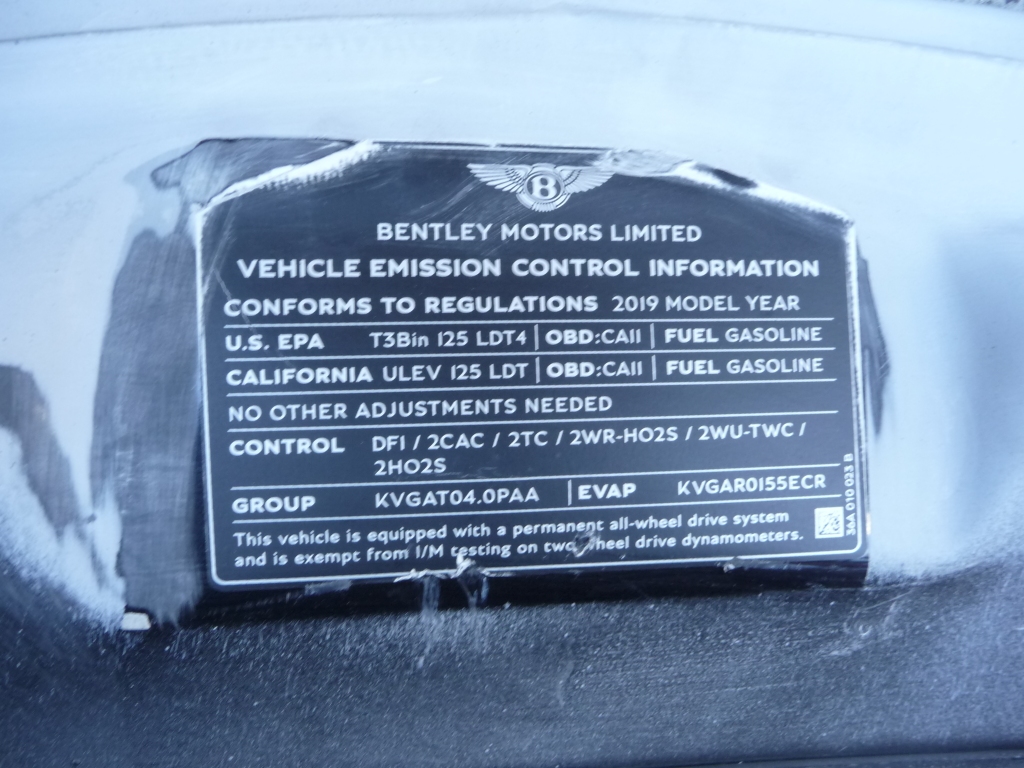 B
BENTLEY MOTORS LIMITED
VEHICLE EMISSION CONTROL INFORMATION
CONFORMS TO REGULATIONS 2019 MODEL YEAR
U.S. EPA T3Bin 125 LDT4 OBD:CAII FUEL GASOLINE
CALIFORNIA ULEV 125 LDT OBD:CAII FUEL GASOLINE
NO OTHER ADJUSTMENTS NEEDED
CONTROL DFI / 2CAC / 2TC / 2WR-HO2S / 2WU-TWC /
2HO2S
GROUP KVGAT04.0PAA EVAP KVGAR0155ECR
This vehicle is equipped with a permanent all-wheel drive system
and is exempt from I/M testing on two wheel drive dynamometers.
36A 010 023 B